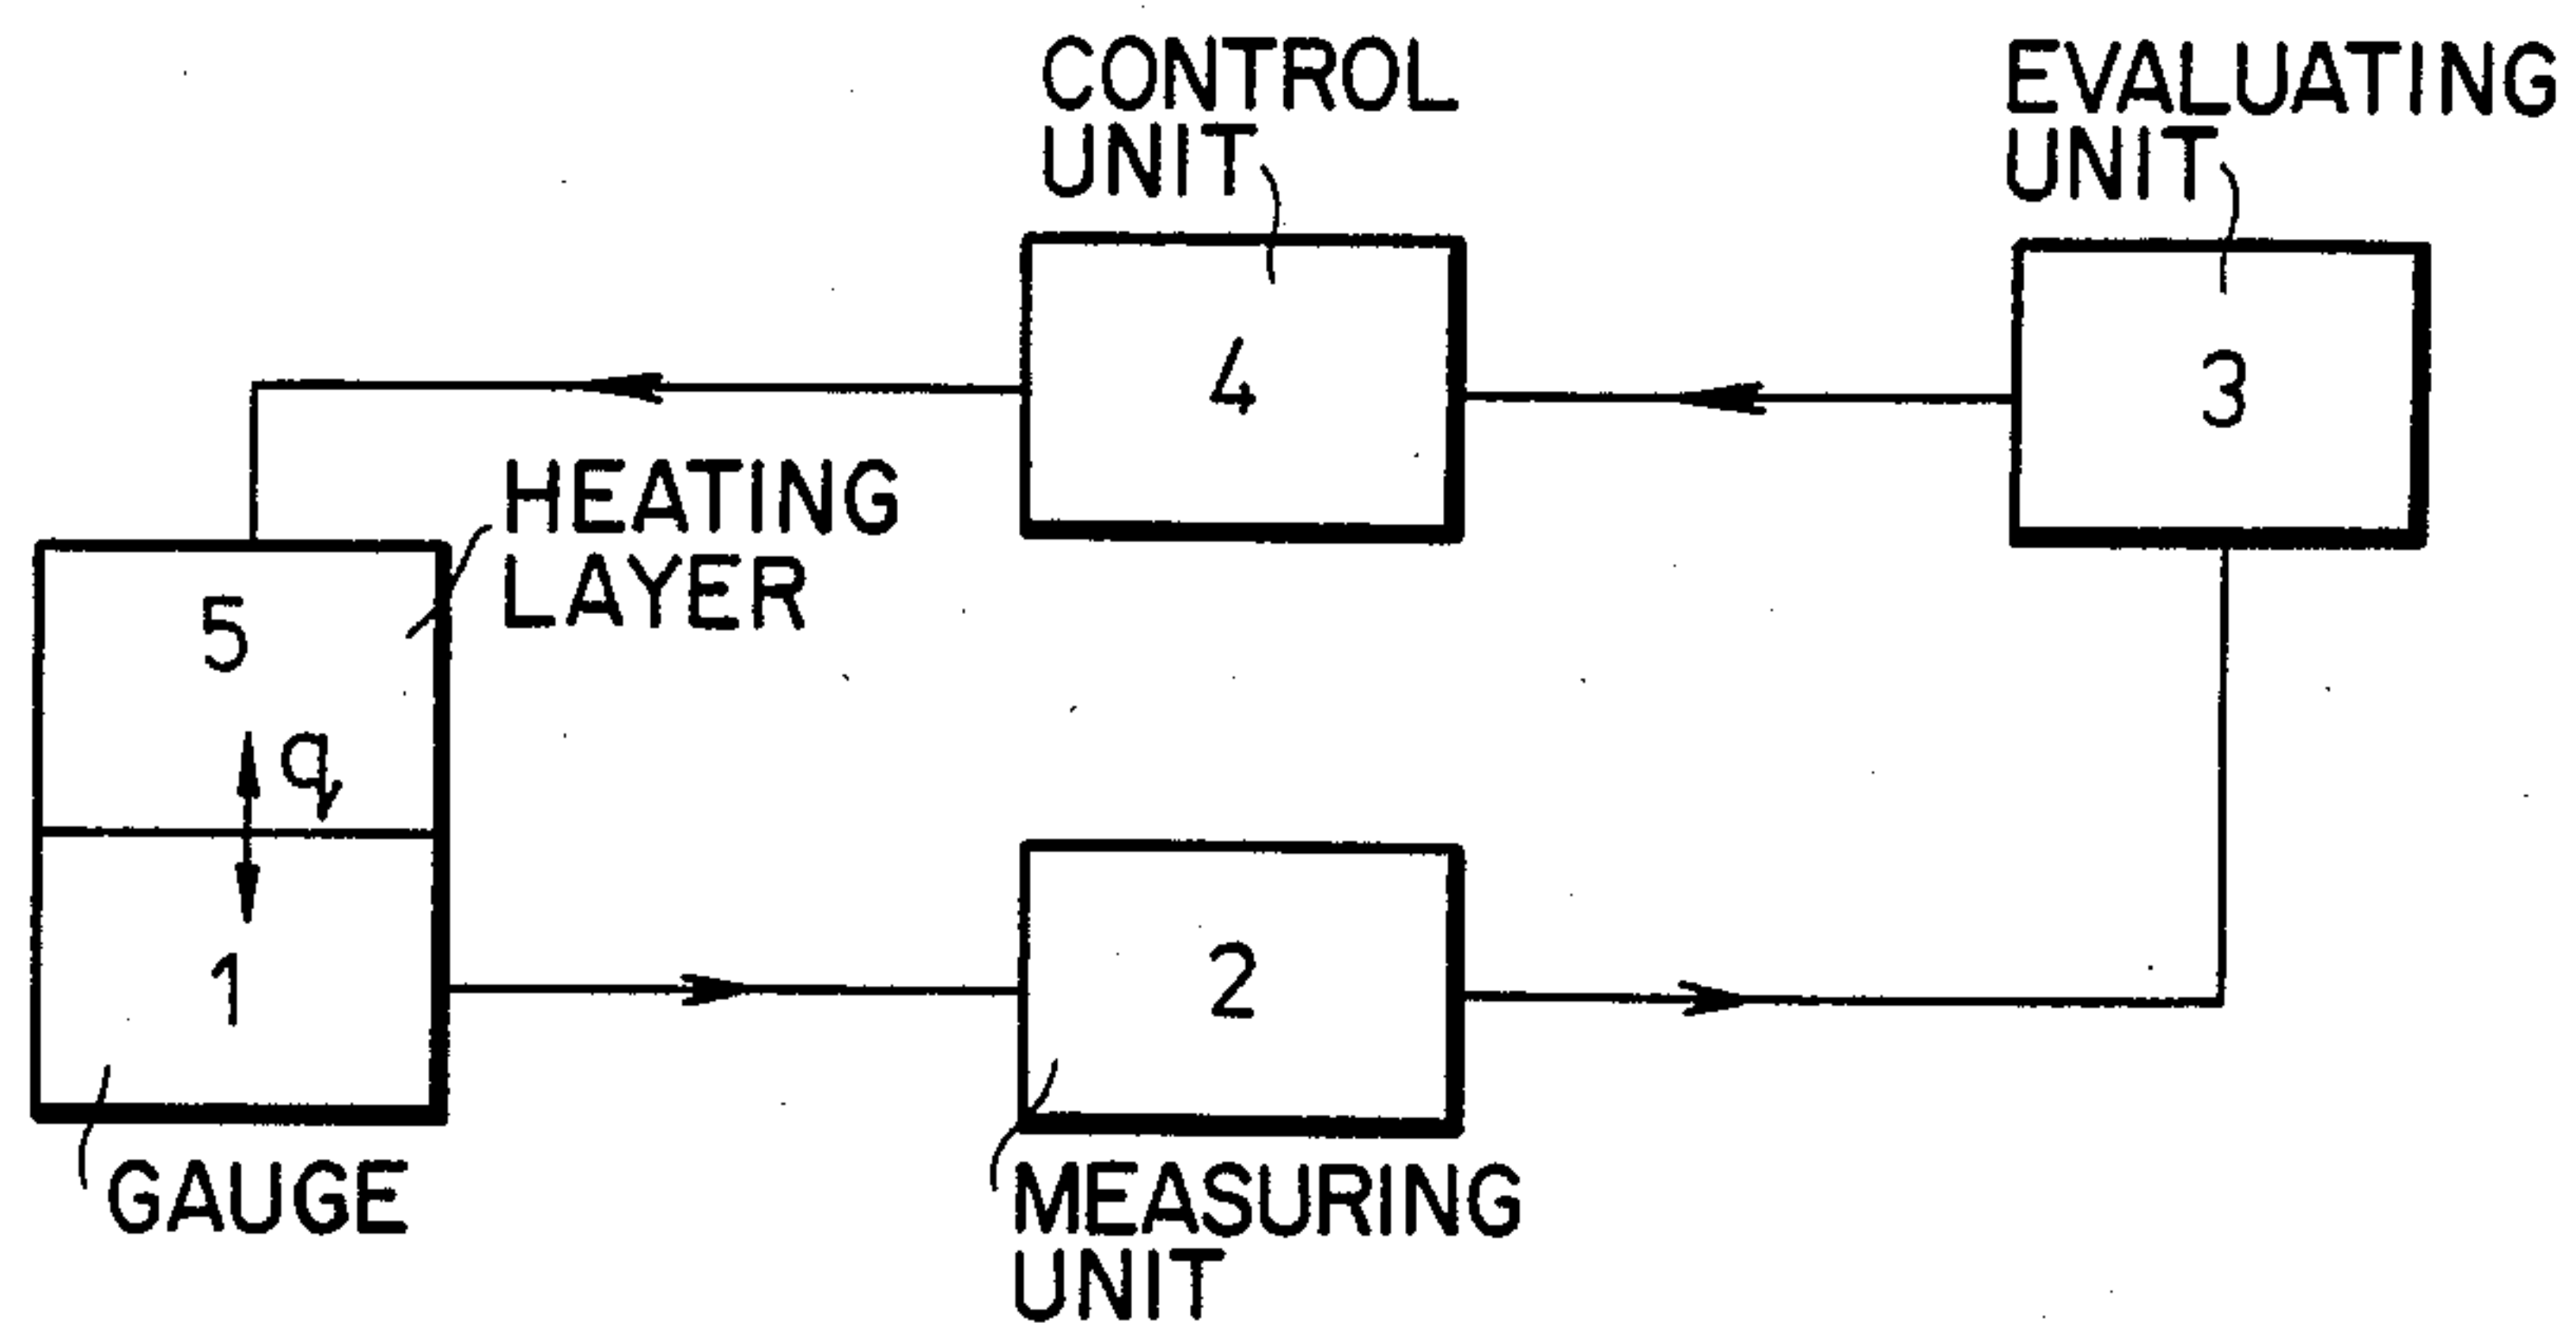 CONTROL
UNIT
EVALUATING
UNIT
4
3
HEATING
LAYER
5
q
1
2
GAUGE
MEASURING
UNIT